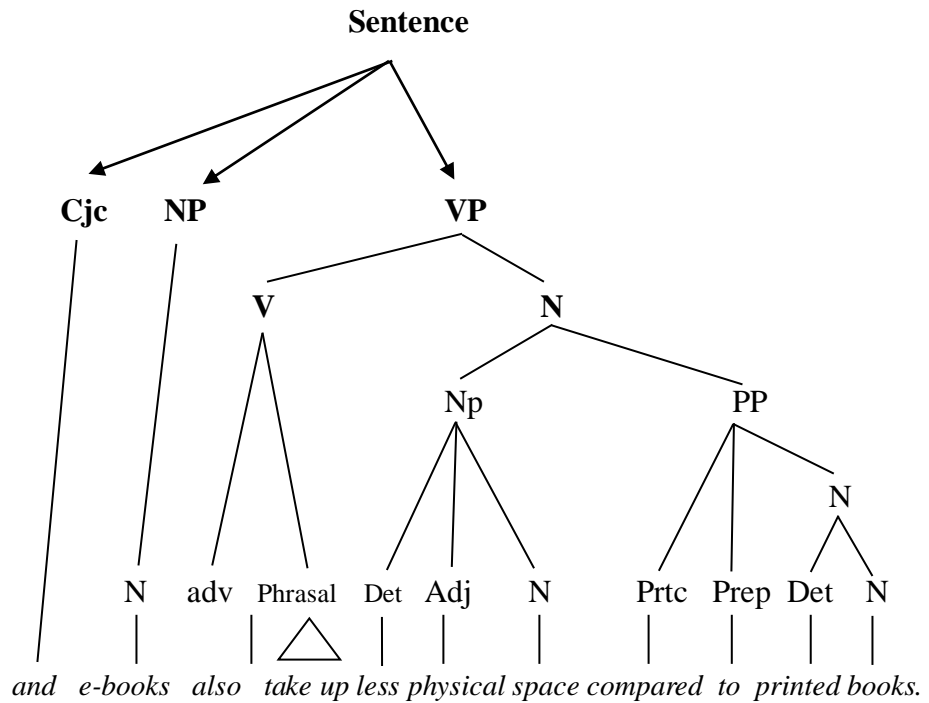 Sentence
Cjc NP VP
V N
Np PP
N
N adv Phrasal Det Adj N Prtc Prep Det N
and e-books also take up less physical space compared to printed books.